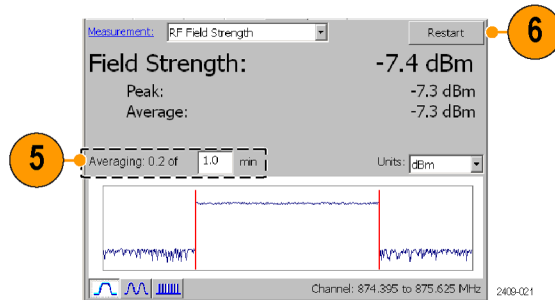 Measurement: RF Field Strength Restart 6
Field Strength: -7.4 dBm
Peak: -7.3 dBm
Average: -7.3 dBm
5 Averaging: 0.2 of 1.0 min Units: dBm
Channel: 874.395 to 875.625 MHz
2409-021